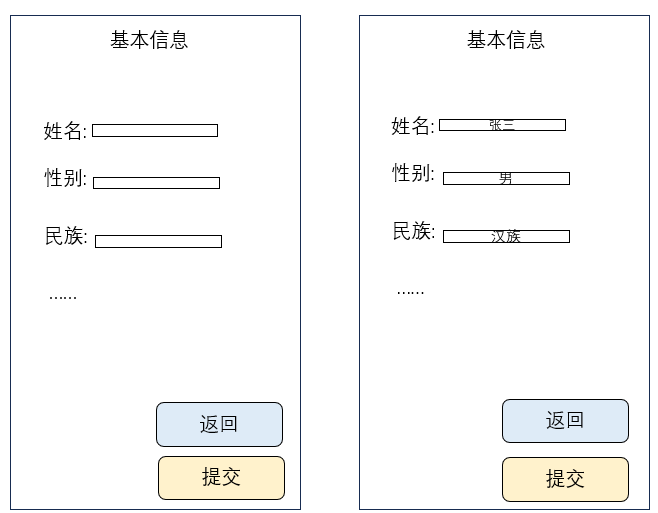 基本信息
姓名:
性别:
民族:
......
返回
提交
基本信息
姓名: 张三
性别: 男
民族: 汉族
......
返回
提交